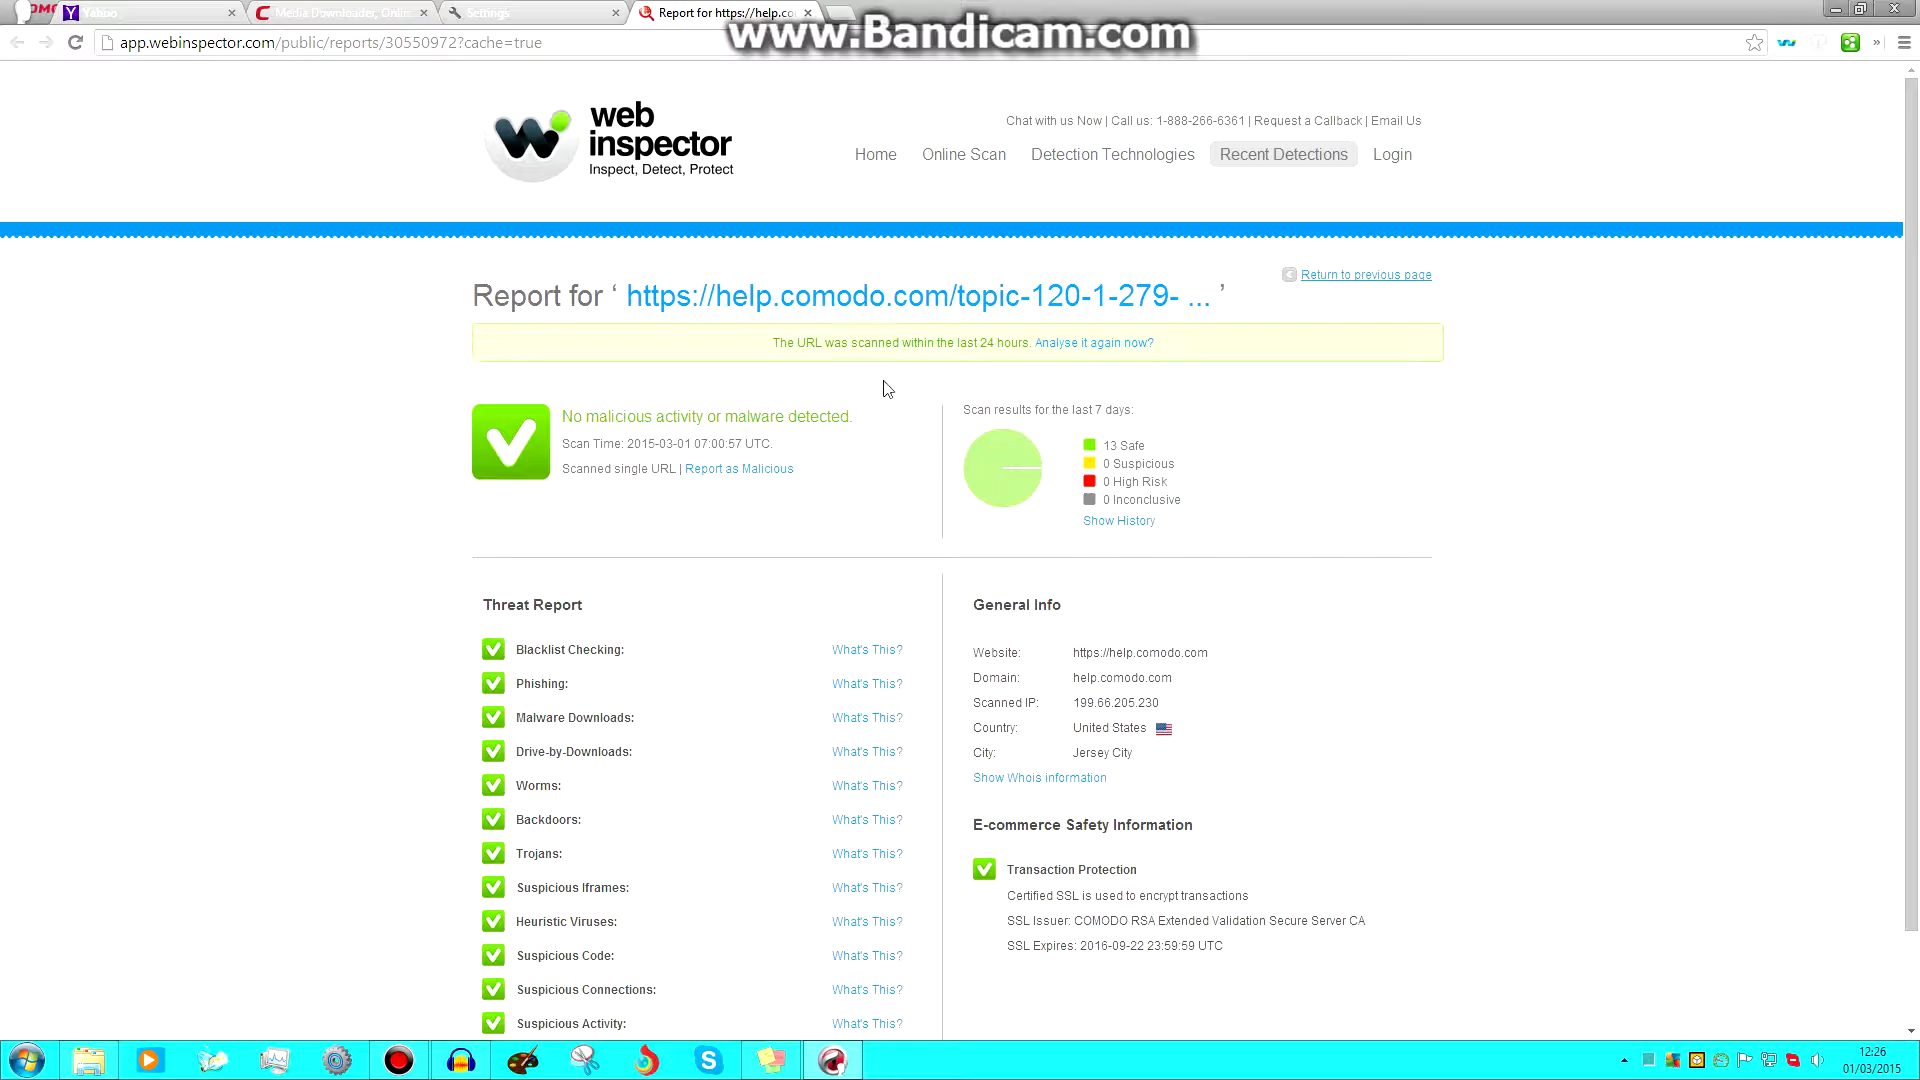 Yahoo
Media Downloader, Onlin
Settings
Report for https://help.co
www.Bandicam.com
app.webinspector.com/public/reports/30550972?cache=true
web
inspector
Inspect, Detect, Protect
Chat with us Now | Call us: 1-888-266-6361 | Request a Callback | Email Us
Home
Online Scan
Detection Technologies
Recent Detections
Login
Return to previous page
Report for ‘ https://help.comodo.com/topic-120-1-279- ... ’
The URL was scanned within the last 24 hours. Analyse it again now?
No malicious activity or malware detected.
Scan Time: 2015-03-01 07:00:57 UTC.
Scanned single URL | Report as Malicious
Scan results for the last 7 days:
13 Safe
0 Suspicious
0 High Risk
0 Inconclusive
Show History
Threat Report
Blacklist Checking: What's This?
Phishing: What's This?
Malware Downloads: What's This?
Drive-by-Downloads: What's This?
Worms: What's This?
Backdoors: What's This?
Trojans: What's This?
Suspicious Iframes: What's This?
Heuristic Viruses: What's This?
Suspicious Code: What's This?
Suspicious Connections: What's This?
Suspicious Activity: What's This?
General Info
Website: https://help.comodo.com
Domain: help.comodo.com
Scanned IP: 199.66.205.230
Country: United States
City: Jersey City
Show Whois information
E-commerce Safety Information
Transaction Protection
Certified SSL is used to encrypt transactions
SSL Issuer: COMODO RSA Extended Validation Secure Server CA
SSL Expires: 2016-09-22 23:59:59 UTC
12:26
01/03/2015